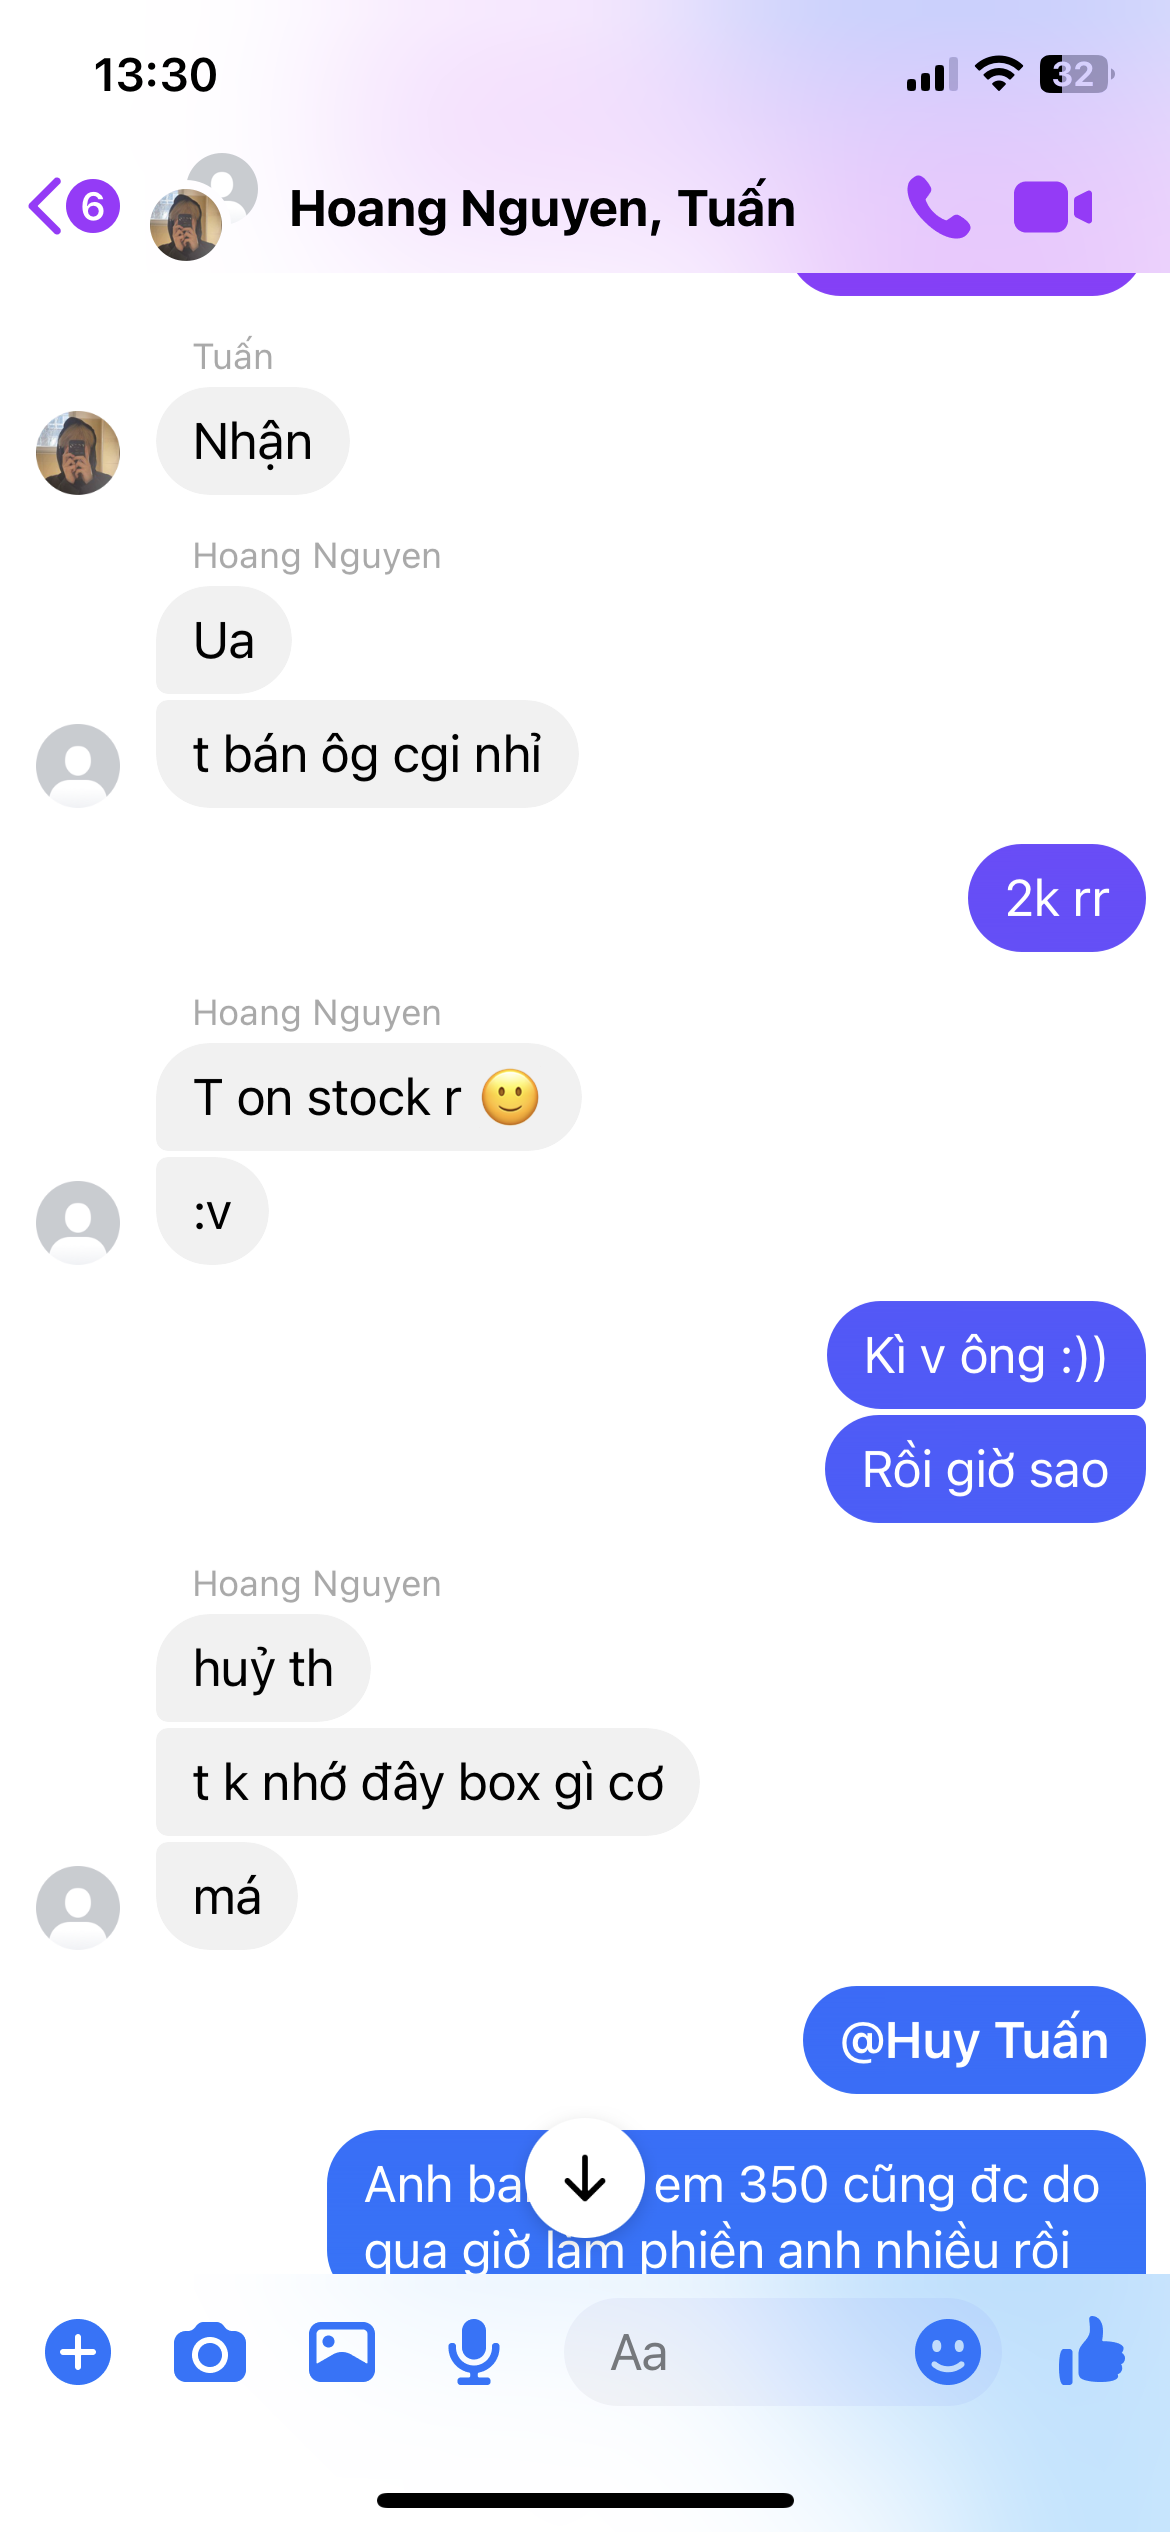 13:30
32
6
Hoang Nguyen, Tuấn
Tuấn
Nhận
Hoang Nguyen
Ua
t bán ôg cgi nhỉ
2k rr
Hoang Nguyen
T on stock r 🙂
:v
Kì v ông :))
Rồi giờ sao
Hoang Nguyen
huỷ th
t k nhớ đây box gì cơ
má
@Huy Tuấn
Anh em 350 cũng đc do
qua giờ làm phiền anh nhiều rồi
Aa